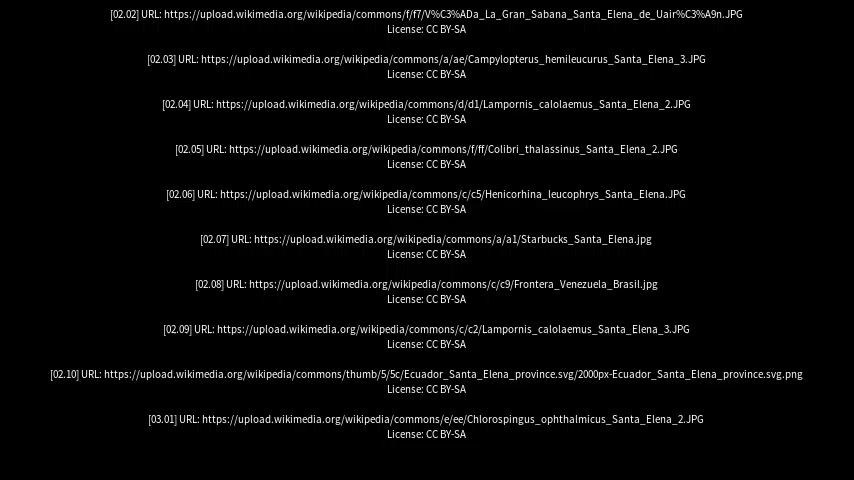 [02.02] URL: https://upload.wikimedia.org/wikipedia/commons/f/f7/V%C3%ADa_La_Gran_Sabana_Santa_Elena_de_Uair%C3%A9n.JPG
License: CC BY-SA
[02.03] URL: https://upload.wikimedia.org/wikipedia/commons/a/ae/Campylopterus_hemileucurus_Santa_Elena_3.JPG
License: CC BY-SA
[02.04] URL: https://upload.wikimedia.org/wikipedia/commons/d/d1/Lampornis_calolaemus_Santa_Elena_2.JPG
License: CC BY-SA
[02.05] URL: https://upload.wikimedia.org/wikipedia/commons/f/ff/Colibri_thalassinus_Santa_Elena_2.JPG
License: CC BY-SA
[02.06] URL: https://upload.wikimedia.org/wikipedia/commons/c/c5/Henicorhina_leucophrys_Santa_Elena.JPG
License: CC BY-SA
[02.07] URL: https://upload.wikimedia.org/wikipedia/commons/a/a1/Starbucks_Santa_Elena.jpg
License: CC BY-SA
[02.08] URL: https://upload.wikimedia.org/wikipedia/commons/c/c9/Frontera_Venezuela_Brasil.jpg
License: CC BY-SA
[02.09] URL: https://upload.wikimedia.org/wikipedia/commons/c/c2/Lampornis_calolaemus_Santa_Elena_3.JPG
License: CC BY-SA
[02.10] URL: https://upload.wikimedia.org/wikipedia/commons/thumb/5/5c/Ecuador_Santa_Elena_province.svg/2000px-Ecuador_Santa_Elena_province.svg.png
License: CC BY-SA
[03.01] URL: https://upload.wikimedia.org/wikipedia/commons/e/ee/Chlorospingus_ophthalmicus_Santa_Elena_2.JPG
License: CC BY-SA